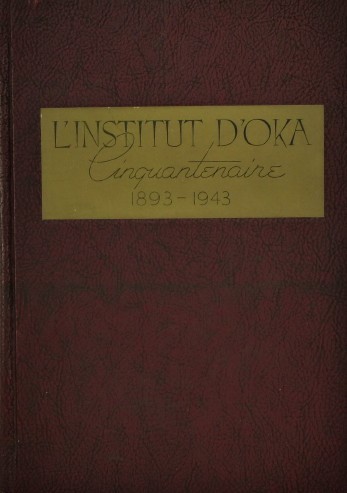 L'INSTITUT D'OKA
Cinquantenaire
1893-1943